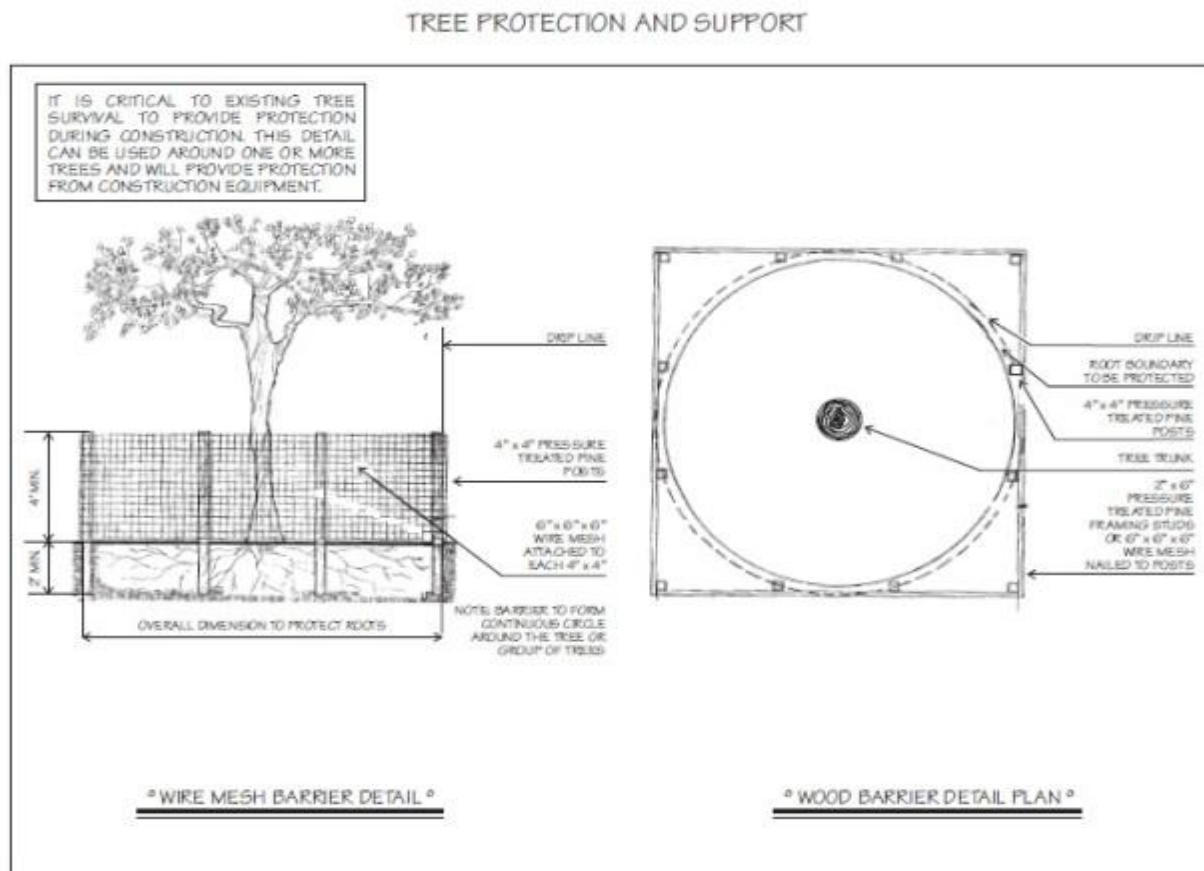 TREE PROTECTION AND SUPPORT
IT IS CRITICAL TO EXISTING TREE
SURVIVAL TO PROVIDE PROTECTION
DURING CONSTRUCTION. THIS DETAIL
CAN BE USED AROUND ONE OR MORE
TREES AND WILL PROVIDE PROTECTION
FROM CONSTRUCTION EQUIPMENT.
DRIP LINE
4" x 4" PRESSURE
TREATED PINE
POSTS
4" MIN.
6" x 6" x 6"
WIRE MESH
ATTACHED TO
EACH 4" x 4"
2' MIN.
OVERALL DIMENSION TO PROTECT ROOTS
NOTE: BARRIER TO FORM
CONTINUOUS CIRCLE
AROUND THE TREE OR
GROUP OF TREES
° WIRE MESH BARRIER DETAIL °
DRIP LINE
ROOT BOUNDARY
TO BE PROTECTED
4" x 4" PRESSURE
TREATED PINE
POSTS
TREE TRUNK
2" x 6"
PRESSURE
TREATED PINE
FRAMING STUDS
OR 6" x 6" x 6"
WIRE MESH
NAILED TO POSTS
° WOOD BARRIER DETAIL PLAN °